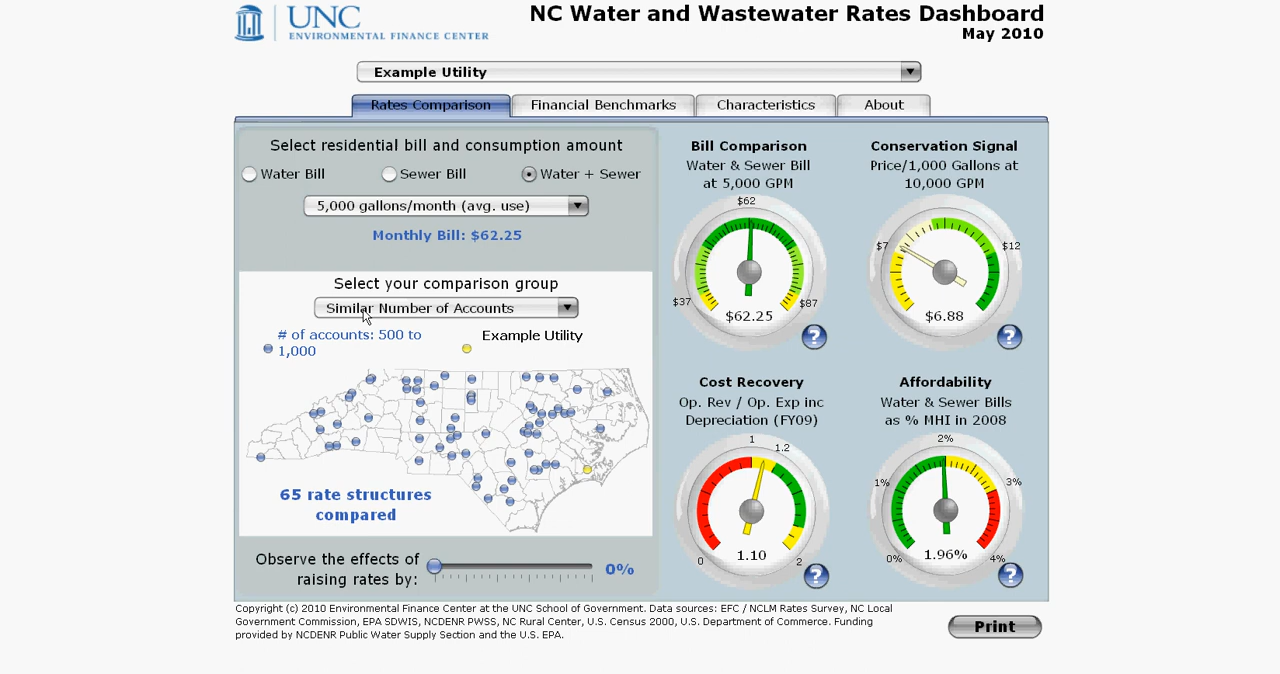 UNC
ENVIRONMENTAL FINANCE CENTER
NC Water and Wastewater Rates Dashboard
May 2010
Example Utility
Rates Comparison
Financial Benchmarks
Characteristics
About
Select residential bill and consumption amount
Water Bill
Sewer Bill
Water + Sewer
5,000 gallons/month (avg. use)
Monthly Bill: $62.25
Select your comparison group
Similar Number of Accounts
# of accounts: 500 to
1,000
Example Utility
65 rate structures
compared
Observe the effects of
raising rates by:
0%
Bill Comparison
Water & Sewer Bill
at 5,000 GPM
$62
$37
$87
$62.25
?
Conservation Signal
Price/1,000 Gallons at
10,000 GPM
$7
$12
$6.88
?
Cost Recovery
Op. Rev / Op. Exp inc
Depreciation (FY09)
1
1.2
0
2
1.10
?
Affordability
Water & Sewer Bills
as % MHI in 2008
2%
1%
3%
0%
4%
1.96%
?
Copyright (c) 2010 Environmental Finance Center at the UNC School of Government. Data sources: EFC / NCLM Rates Survey, NC Local
Government Commission, EPA SDWIS, NCDENR PWSS, NC Rural Center, U.S. Census 2000, U.S. Department of Commerce. Funding
provided by NCDENR Public Water Supply Section and the U.S. EPA.
Print